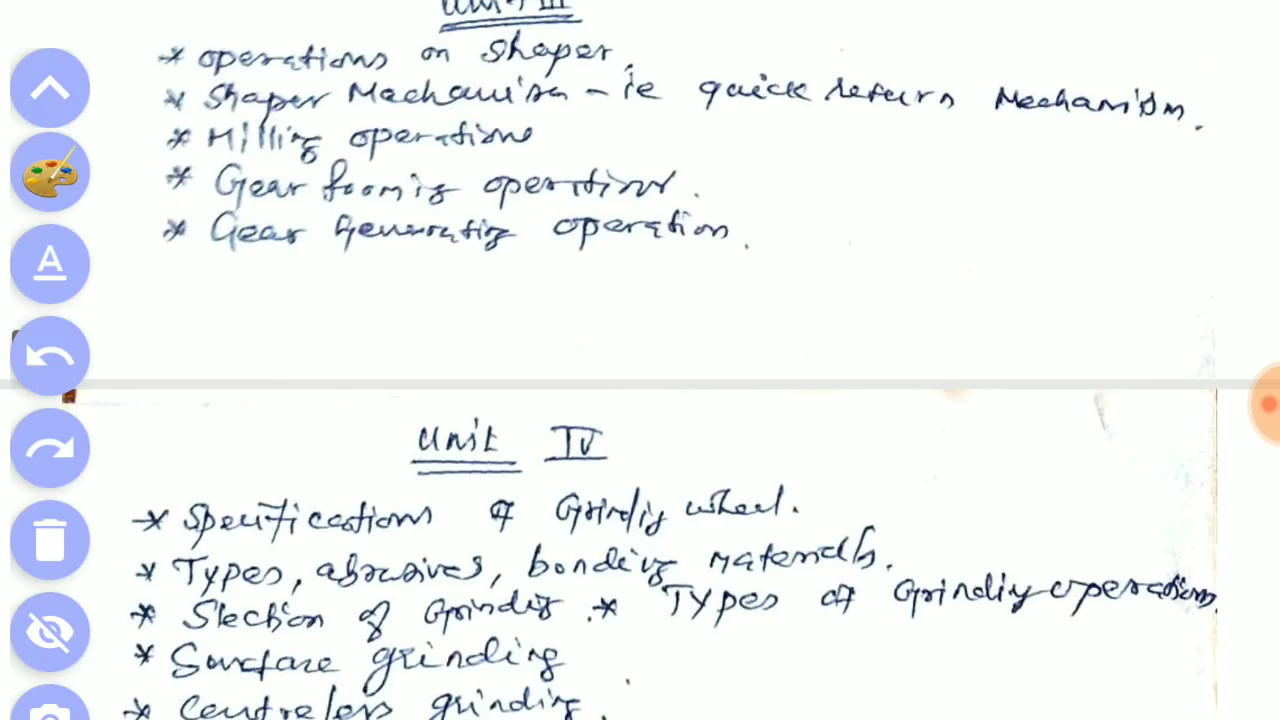 Unit III
* operations on shaper.
* Shaper Mechanism - ie quick return Mechanism.
* Milling operations
* Gear forming operations.
* Gear Generating operation.
Unit IV
* Specifications of Grinding wheel.
* Types, abrasives, bonding materials.
* Slection of Grinding. * Types of Grinding operations.
* Surface grinding
* Centreless grinding.